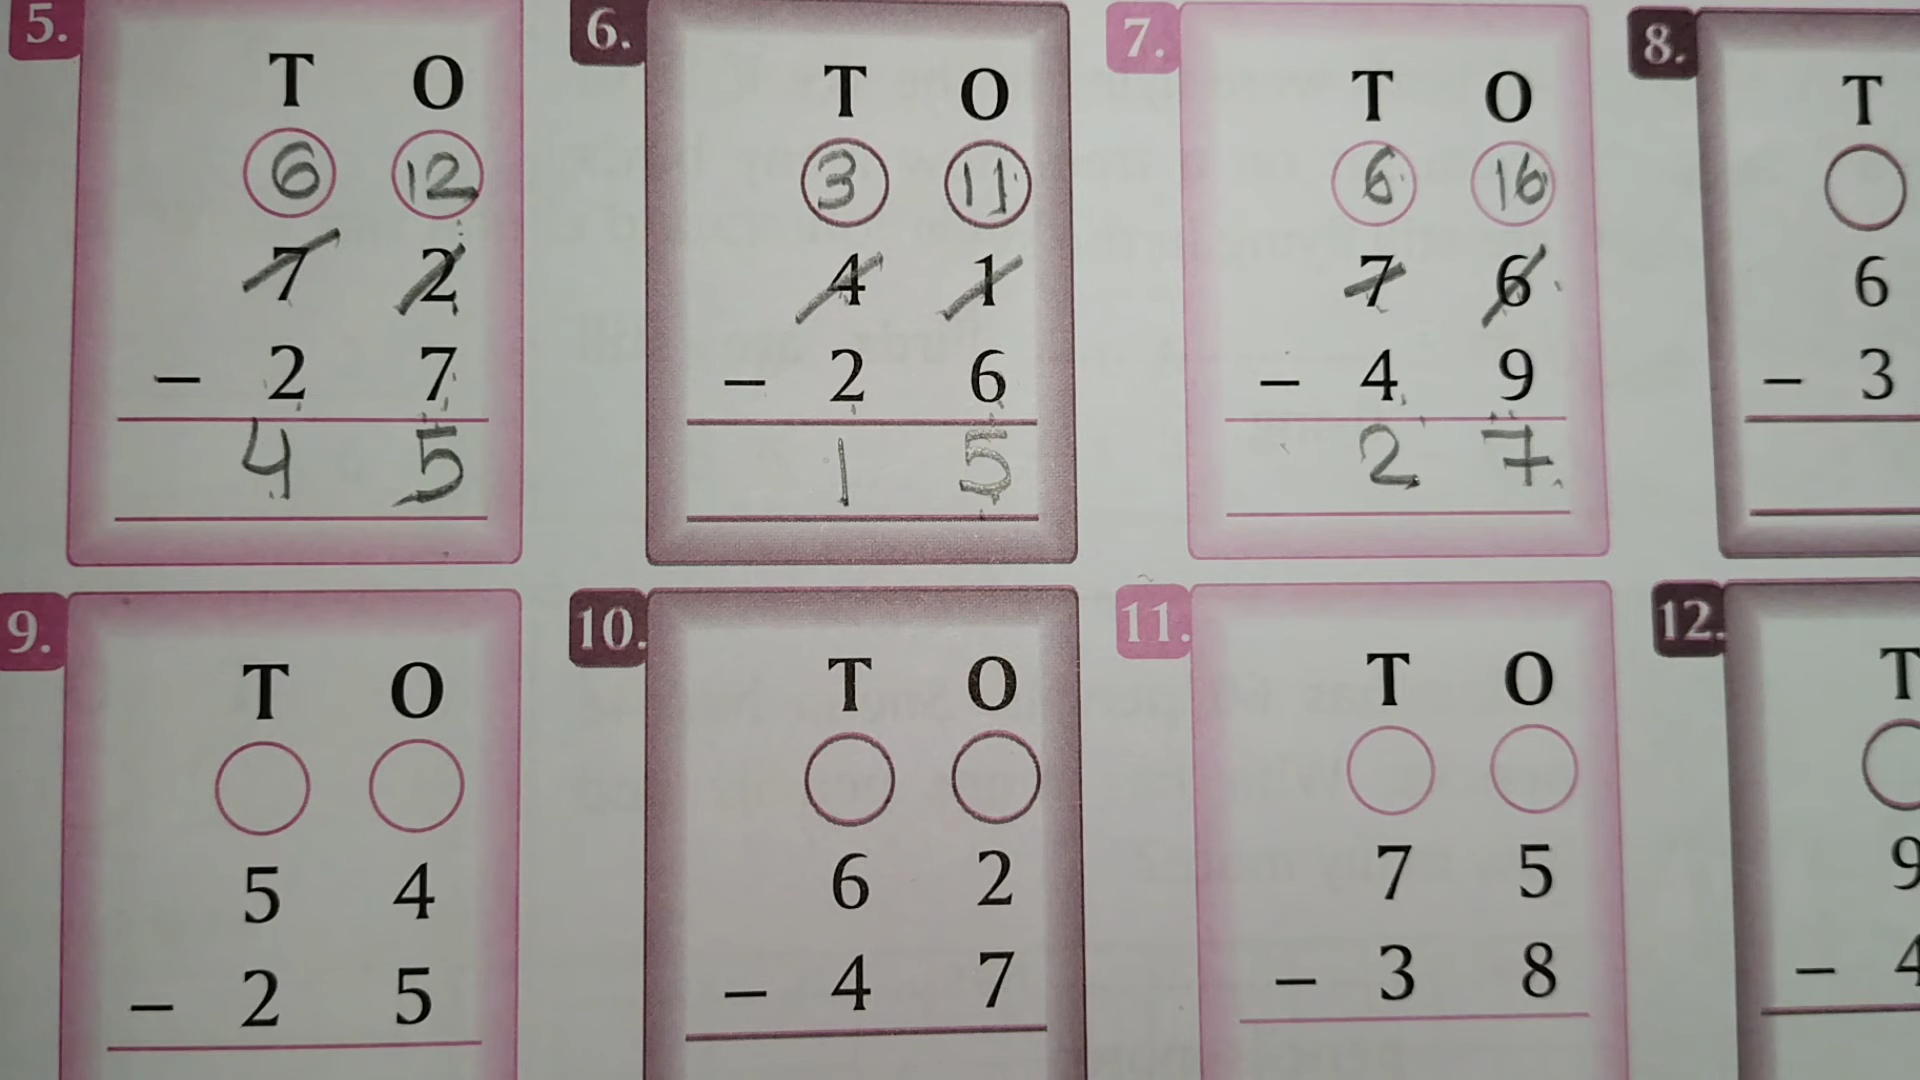 5. 6. 7. 8.
T O T O T O T
6 12 3 11 6 16
7 2 4 1 7 6 6
- 2 7 - 2 6 - 4 9 - 3
4 5 1 5 2 7
9. 10. 11. 12.
T O T O T O T
5 4 6 2 7 5 9
- 2 5 - 4 7 - 3 8 - 4